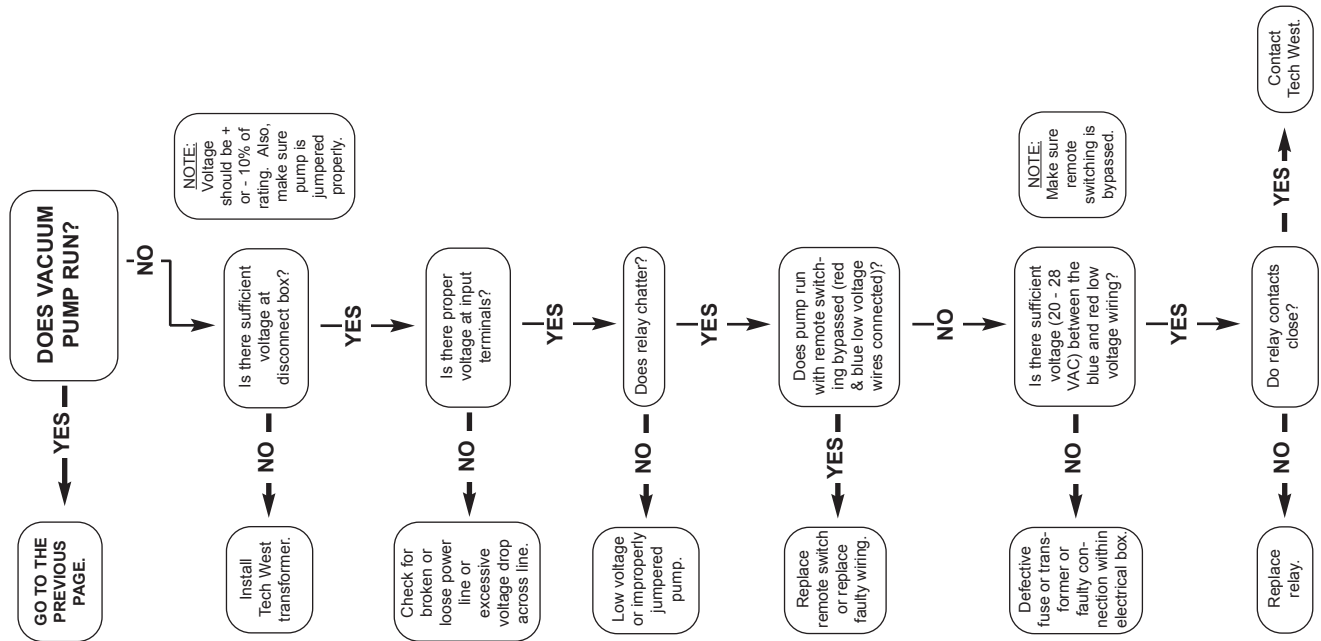 DOES VACUUM
PUMP RUN?
YES
GO TO THE
PREVIOUS
PAGE.
NO
NOTE:
Voltage
should be +
or - 10% of
rating. Also,
make sure
pump is
jumpered
properly.
Is there sufficient
voltage at
disconnect box?
NO
Install
Tech West
transformer.
YES
Is there proper
voltage at input
terminals?
NO
Check for
broken or
loose power
line or
excessive
voltage drop
across line.
YES
Does relay chatter?
NO
Low voltage
or improperly
jumpered
pump.
YES
Does pump run
with remote switch-
ing bypassed (red
& blue low voltage
wires connected)?
YES
Replace
remote switch
or replace
faulty wiring.
NO
NOTE:
Make sure
remote
switching is
bypassed.
Is there sufficient
voltage (20 - 28
VAC) between the
blue and red low
voltage wiring?
NO
Defective
fuse or trans-
former or
faulty con-
nection within
electrical box.
YES
Do relay contacts
close?
NO
Replace
relay.
YES
Contact
Tech West.